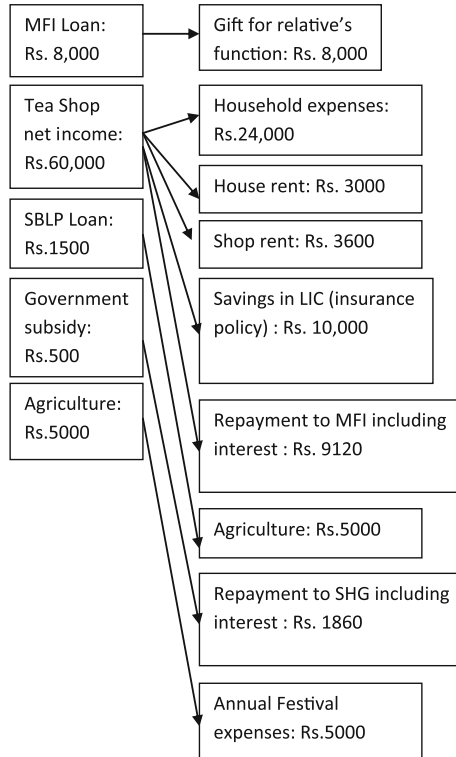 MFI Loan:
Rs. 8,000
Tea Shop
net income:
Rs.60,000
SBLP Loan:
Rs.1500
Government
subsidy:
Rs.500
Agriculture:
Rs.5000
Gift for relative’s
function: Rs. 8,000
Household expenses:
Rs.24,000
House rent: Rs. 3000
Shop rent: Rs. 3600
Savings in LIC (insurance
policy) : Rs. 10,000
Repayment to MFI including
interest : Rs. 9120
Agriculture: Rs.5000
Repayment to SHG including
interest : Rs. 1860
Annual Festival
expenses: Rs.5000